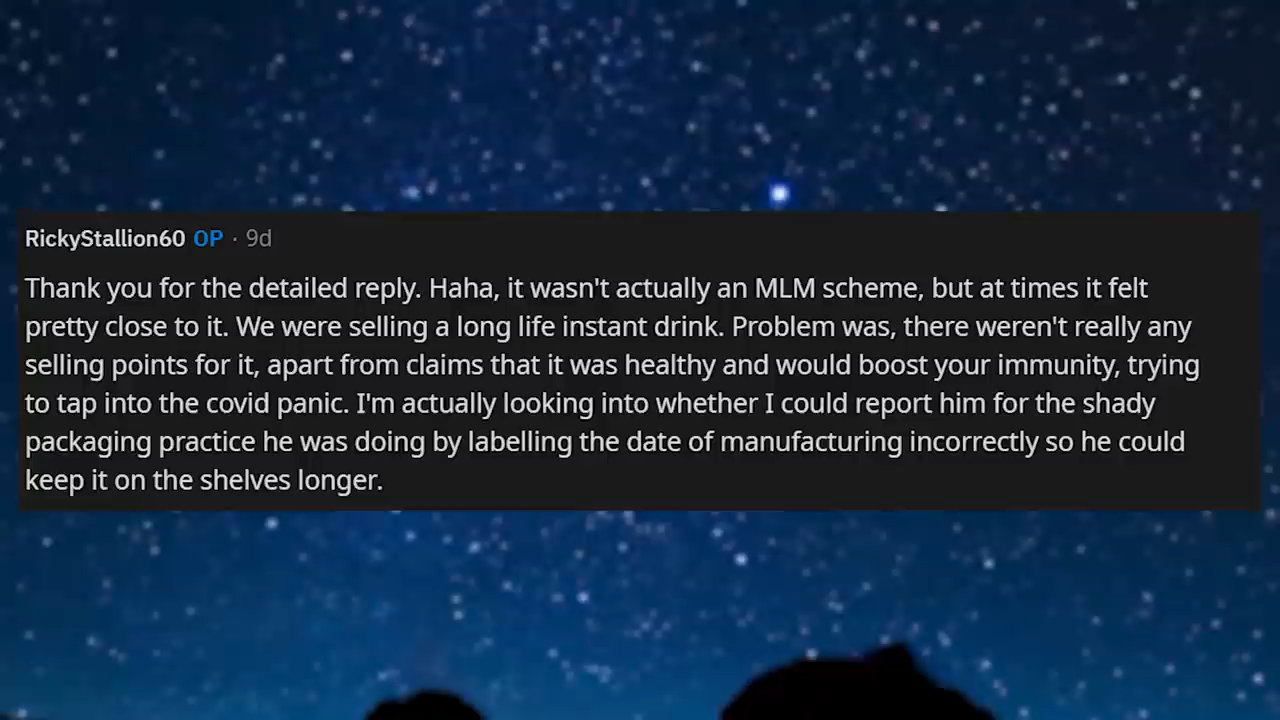 RickyStallion60 OP · 9d
Thank you for the detailed reply. Haha, it wasn't actually an MLM scheme, but at times it felt
pretty close to it. We were selling a long life instant drink. Problem was, there weren't really any
selling points for it, apart from claims that it was healthy and would boost your immunity, trying
to tap into the covid panic. I'm actually looking into whether I could report him for the shady
packaging practice he was doing by labelling the date of manufacturing incorrectly so he could
keep it on the shelves longer.